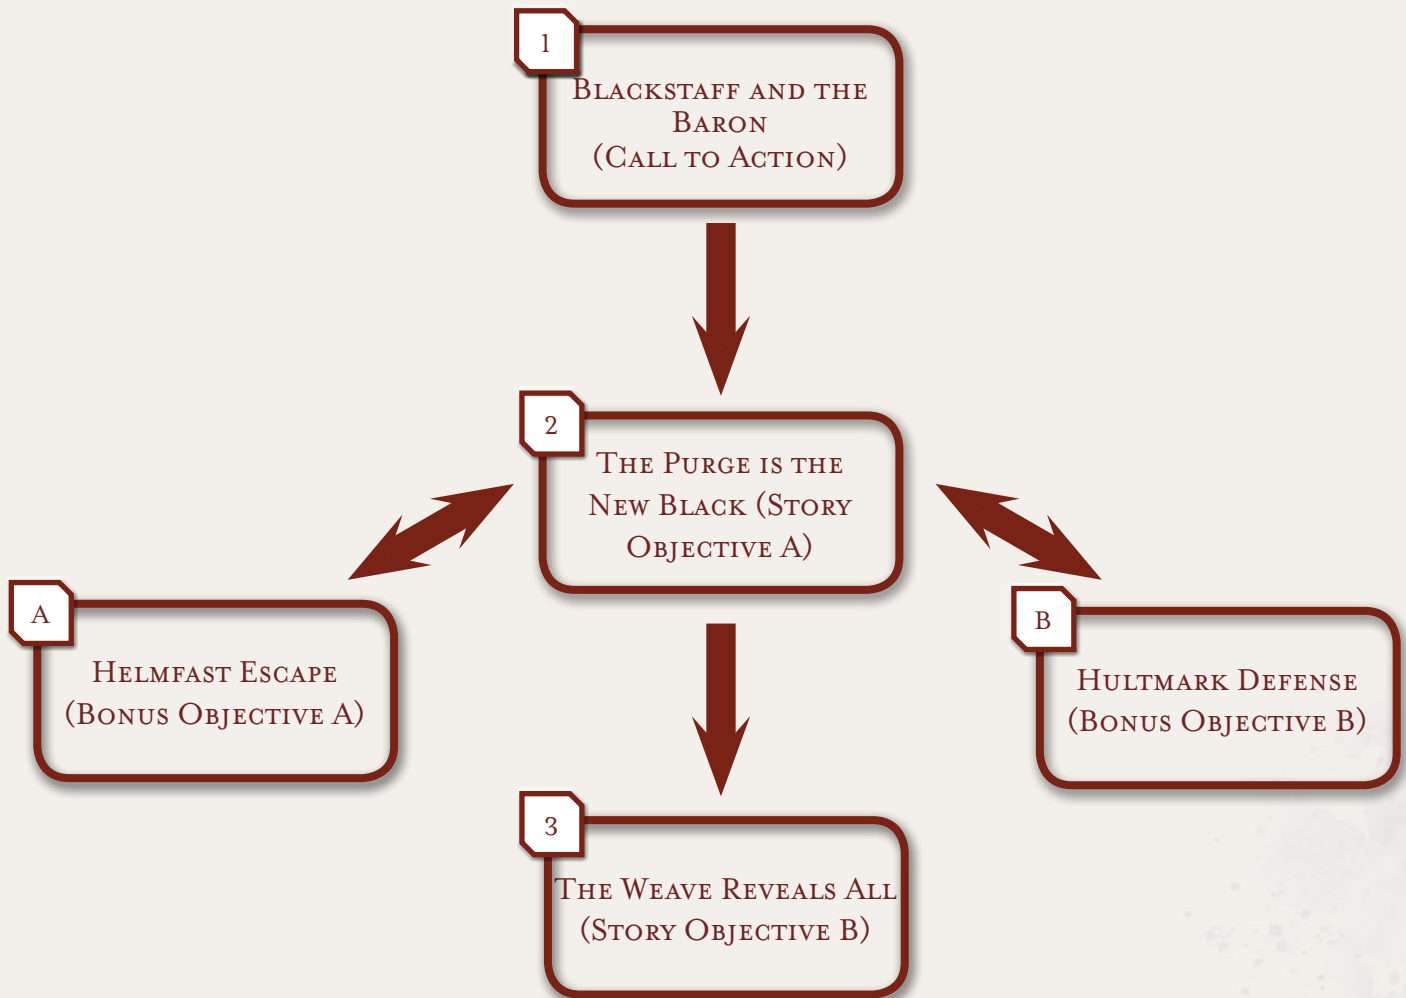 1
Blackstaff and the
Baron
(Call to Action)
2
The Purge is the
New Black (Story
Objective A)
A
Helmfast Escape
(Bonus Objective A)
B
Hultmark Defense
(Bonus Objective B)
3
The Weave Reveals All
(Story Objective B)